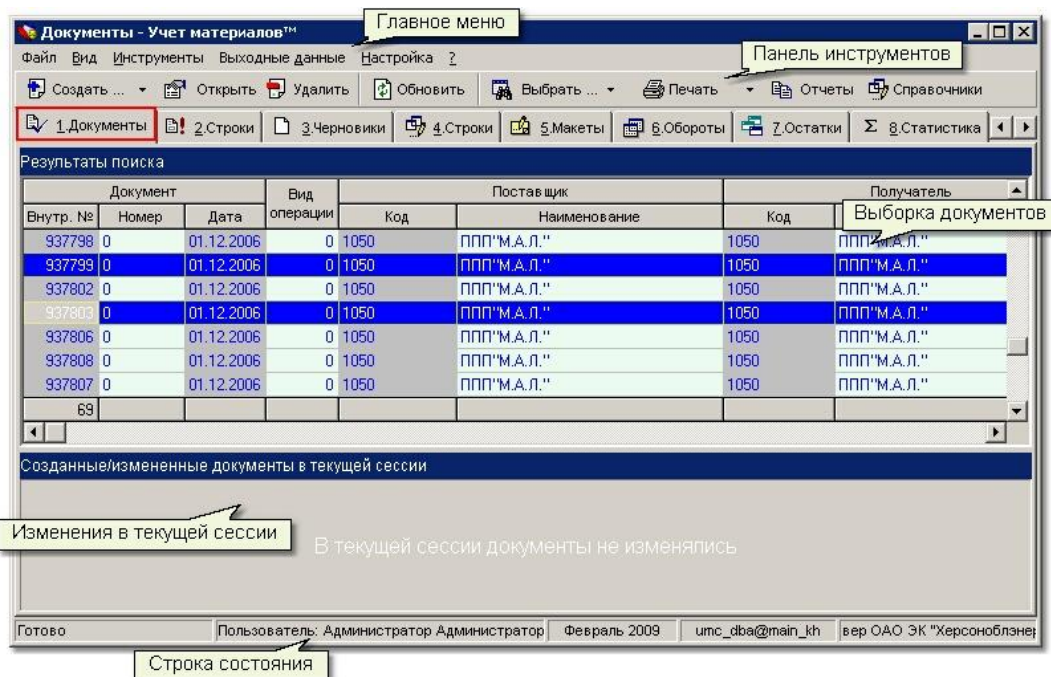 Главное меню
Документы - Учет материалов™
Файл Вид Инструменты Выходные данные Настройка ?
Панель инструментов
Создать ... Открыть Удалить Обновить Выбрать ... Печать Отчеты Справочники
1.Документы 2.Строки 3.Черновики 4.Строки 5.Макеты 6.Обороты 7.Остатки Σ 8.Статистика
Результаты поиска
Документ Вид операции Поставщик Получатель
Внутр. № Номер Дата Код Наименование Код
Выборка документов
937798 0 01.12.2006 0 1050 ППП"М.А.Л." 1050 ППП"М.А.Л."
937799 0 01.12.2006 0 1050 ППП"М.А.Л." 1050 ППП"М.А.Л."
937802 0 01.12.2006 0 1050 ППП"М.А.Л." 1050 ППП"М.А.Л."
937803 0 01.12.2006 0 1050 ППП"М.А.Л." 1050 ППП"М.А.Л."
937806 0 01.12.2006 0 1050 ППП"М.А.Л." 1050 ППП"М.А.Л."
937808 0 01.12.2006 0 1050 ППП"М.А.Л." 1050 ППП"М.А.Л."
937807 0 01.12.2006 0 1050 ППП"М.А.Л." 1050 ППП"М.А.Л."
69
Созданные/измененные документы в текущей сессии
Изменения в текущей сессии
В текущей сессии документы не изменялись
Готово Пользователь: Администратор Администратор Февраль 2009 umc_dba@main_kh вер ОАО ЭК "Херсоноблэнер
Строка состояния